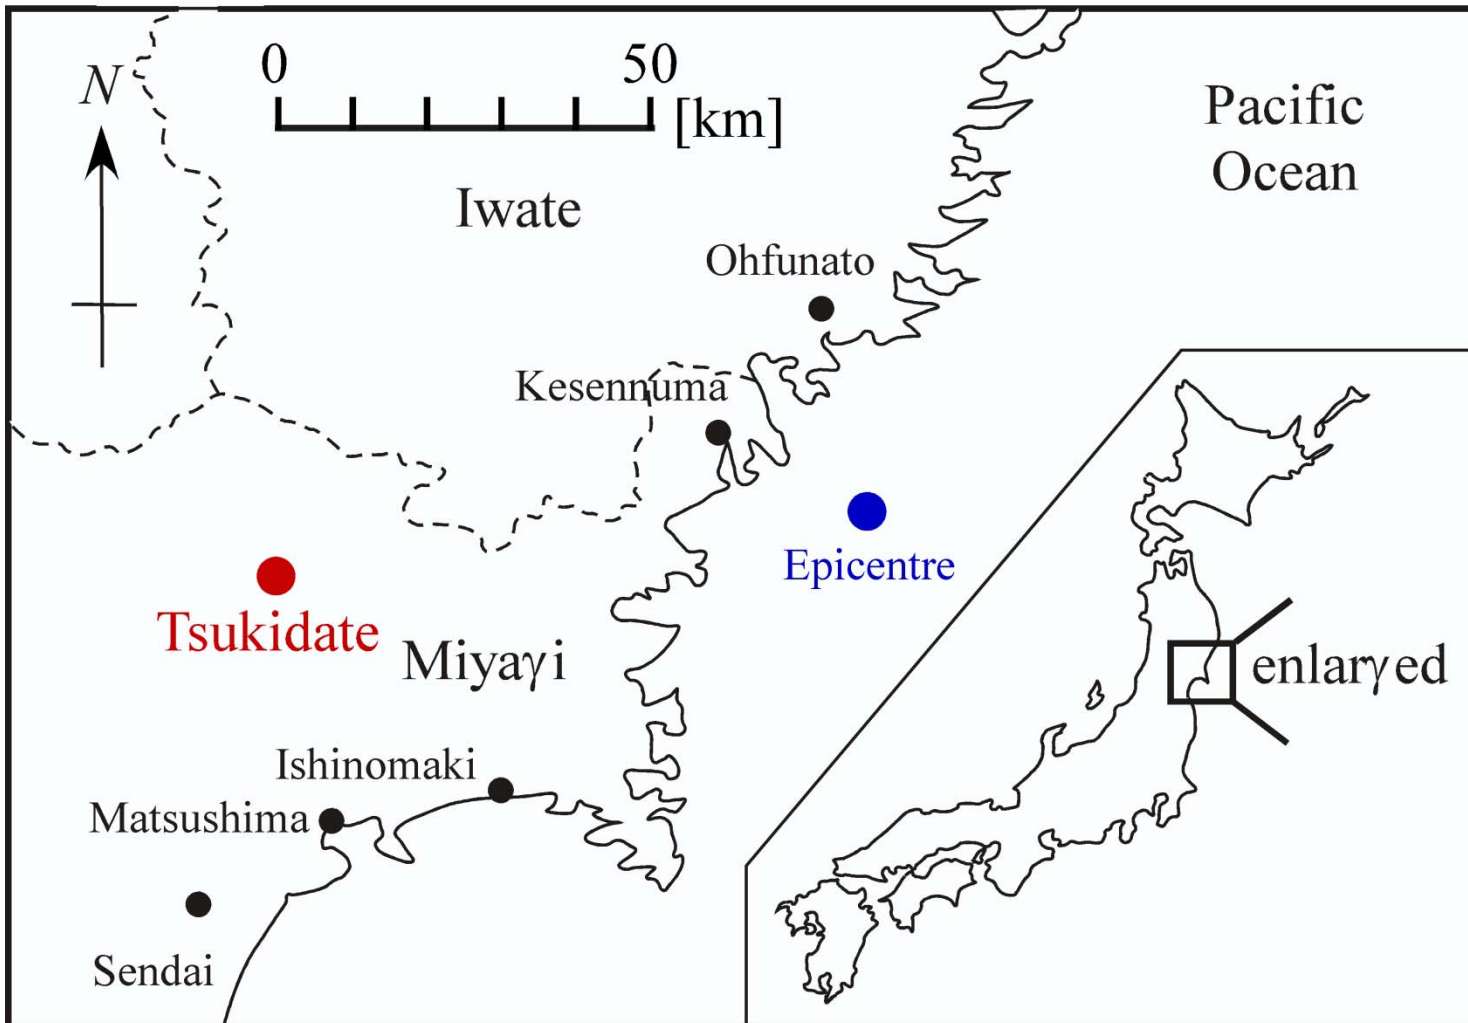 0 50
N
[km]
Pacific
Ocean
Iwate
Ohfunato
Kesennuma
Epicentre
Tsukidate
Miyaγi
enlarγed
Ishinomaki
Matsushima
Sendai